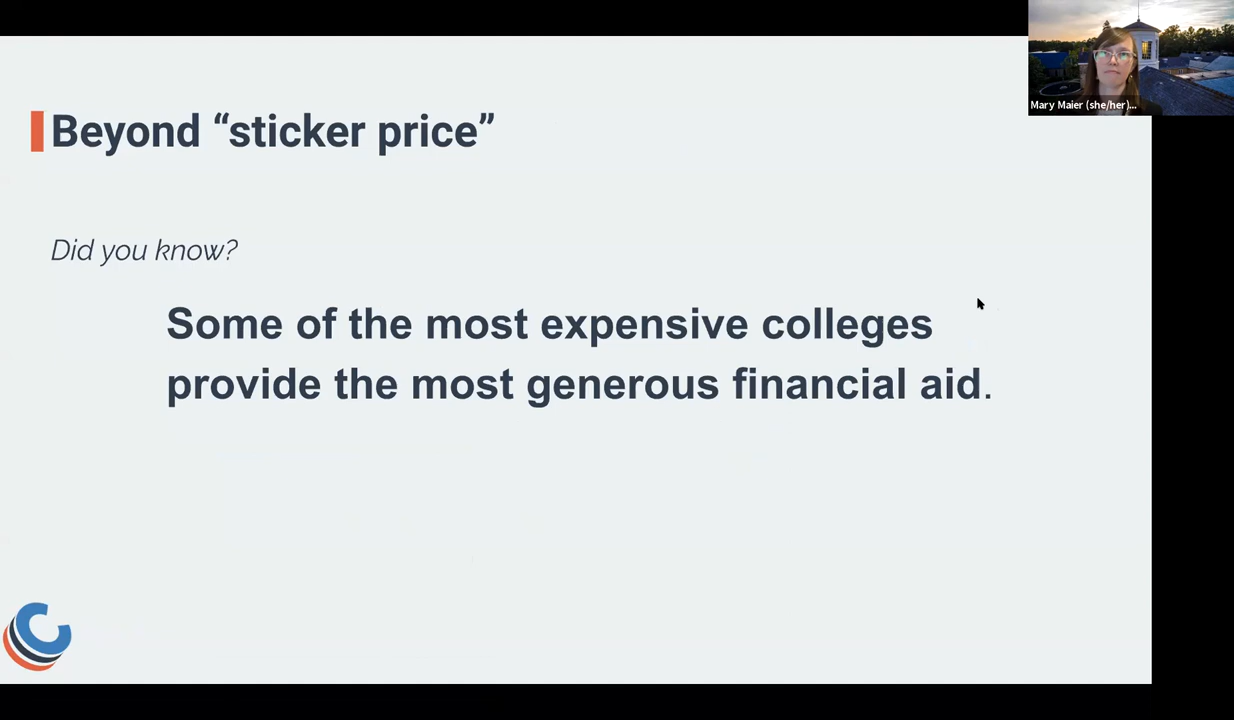 Beyond “sticker price”
Did you know?
Some of the most expensive colleges
provide the most generous financial aid.
Mary Maier (she/her)...